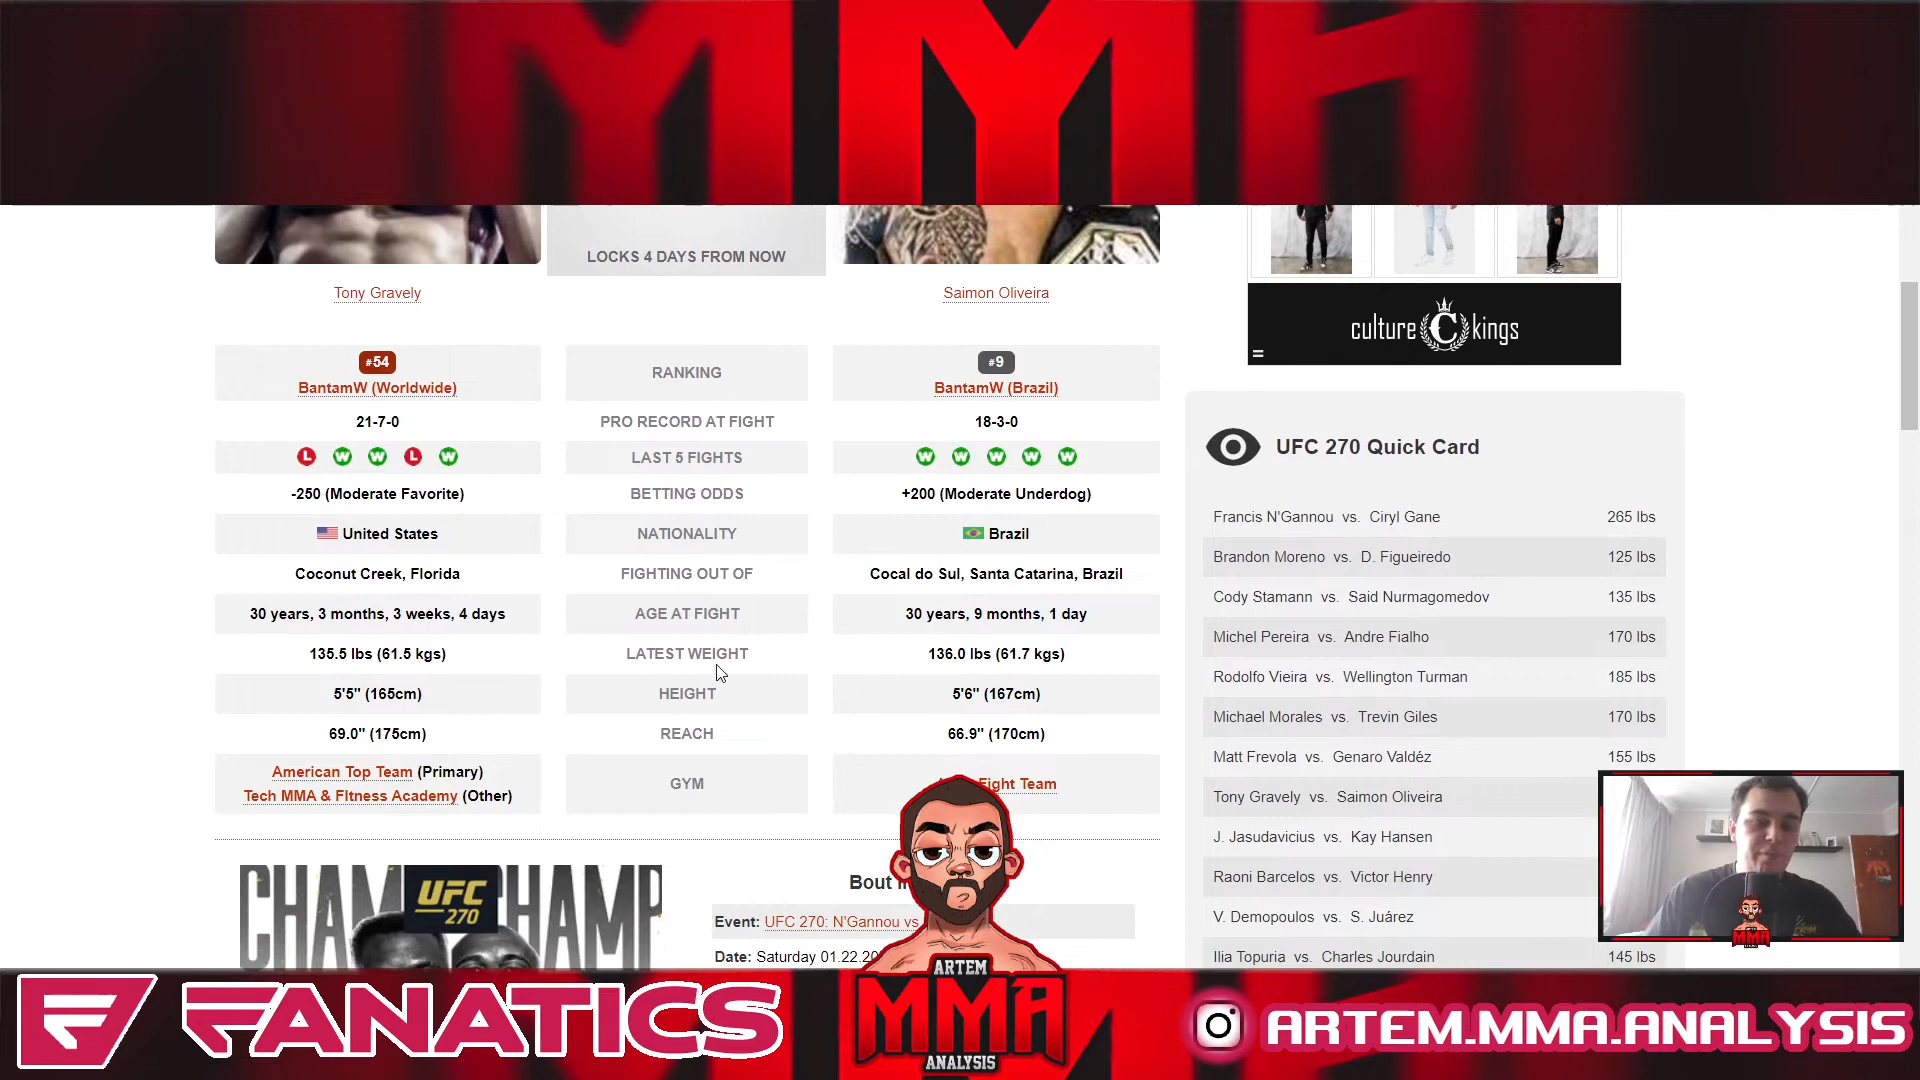 MMA
LOCKS 4 DAYS FROM NOW
Tony Gravely
Saimon Oliveira
culture C kings
#54
BantamW (Worldwide)
RANKING
#9
BantamW (Brazil)
21-7-0
PRO RECORD AT FIGHT
18-3-0
L W W L W
LAST 5 FIGHTS
W W W W W
-250 (Moderate Favorite)
BETTING ODDS
+200 (Moderate Underdog)
United States
NATIONALITY
Brazil
Coconut Creek, Florida
FIGHTING OUT OF
Cocal do Sul, Santa Catarina, Brazil
30 years, 3 months, 3 weeks, 4 days
AGE AT FIGHT
30 years, 9 months, 1 day
135.5 lbs (61.5 kgs)
LATEST WEIGHT
136.0 lbs (61.7 kgs)
5'5" (165cm)
HEIGHT
5'6" (167cm)
69.0" (175cm)
REACH
66.9" (170cm)
American Top Team (Primary)
Tech MMA & FItness Academy (Other)
GYM
Fight Team
UFC 270 Quick Card
Francis N'Gannou vs. Ciryl Gane 265 lbs
Brandon Moreno vs. D. Figueiredo 125 lbs
Cody Stamann vs. Said Nurmagomedov 135 lbs
Michel Pereira vs. Andre Fialho 170 lbs
Rodolfo Vieira vs. Wellington Turman 185 lbs
Michael Morales vs. Trevin Giles 170 lbs
Matt Frevola vs. Genaro Valdéz 155 lbs
Tony Gravely vs. Saimon Oliveira
J. Jasudavicius vs. Kay Hansen
Raoni Barcelos vs. Victor Henry
V. Demopoulos vs. S. Juárez
Ilia Topuria vs. Charles Jourdain 145 lbs
CHAM CHAMP
UFC
270
Bout
Event: UFC 270: N'Gannou vs
Date: Saturday 01.22.20
FANATICS
ARTEM
MMA
ANALYSIS
ARTEM.MMA.ANALYSIS
MMA